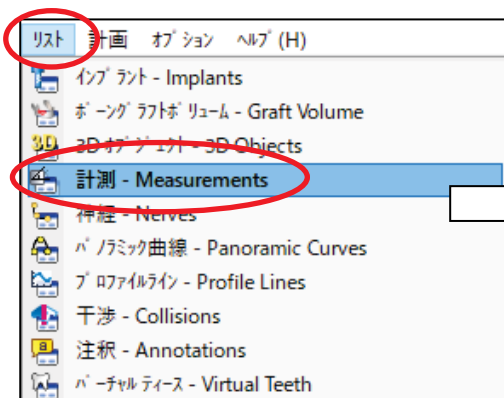 リスト 計画 ｵﾌﾟｼｮﾝ ﾍﾙﾌﾟ(H)
ｲﾝﾌﾟﾗﾝﾄ - Implants
ﾎﾞｰﾝｸﾞﾗﾌﾄﾎﾞﾘｭｰﾑ - Graft Volume
3Dｵﾌﾞｼﾞｪｸﾄ - 3D Objects
計測 - Measurements
神経 - Nerves
ﾊﾟﾉﾗﾐｯｸ曲線 - Panoramic Curves
ﾌﾟﾛﾌｧｲﾙﾗｲﾝ - Profile Lines
干渉 - Collisions
注釈 - Annotations
ﾊﾞｰﾁｬﾙ ﾃｨｰｽ - Virtual Teeth